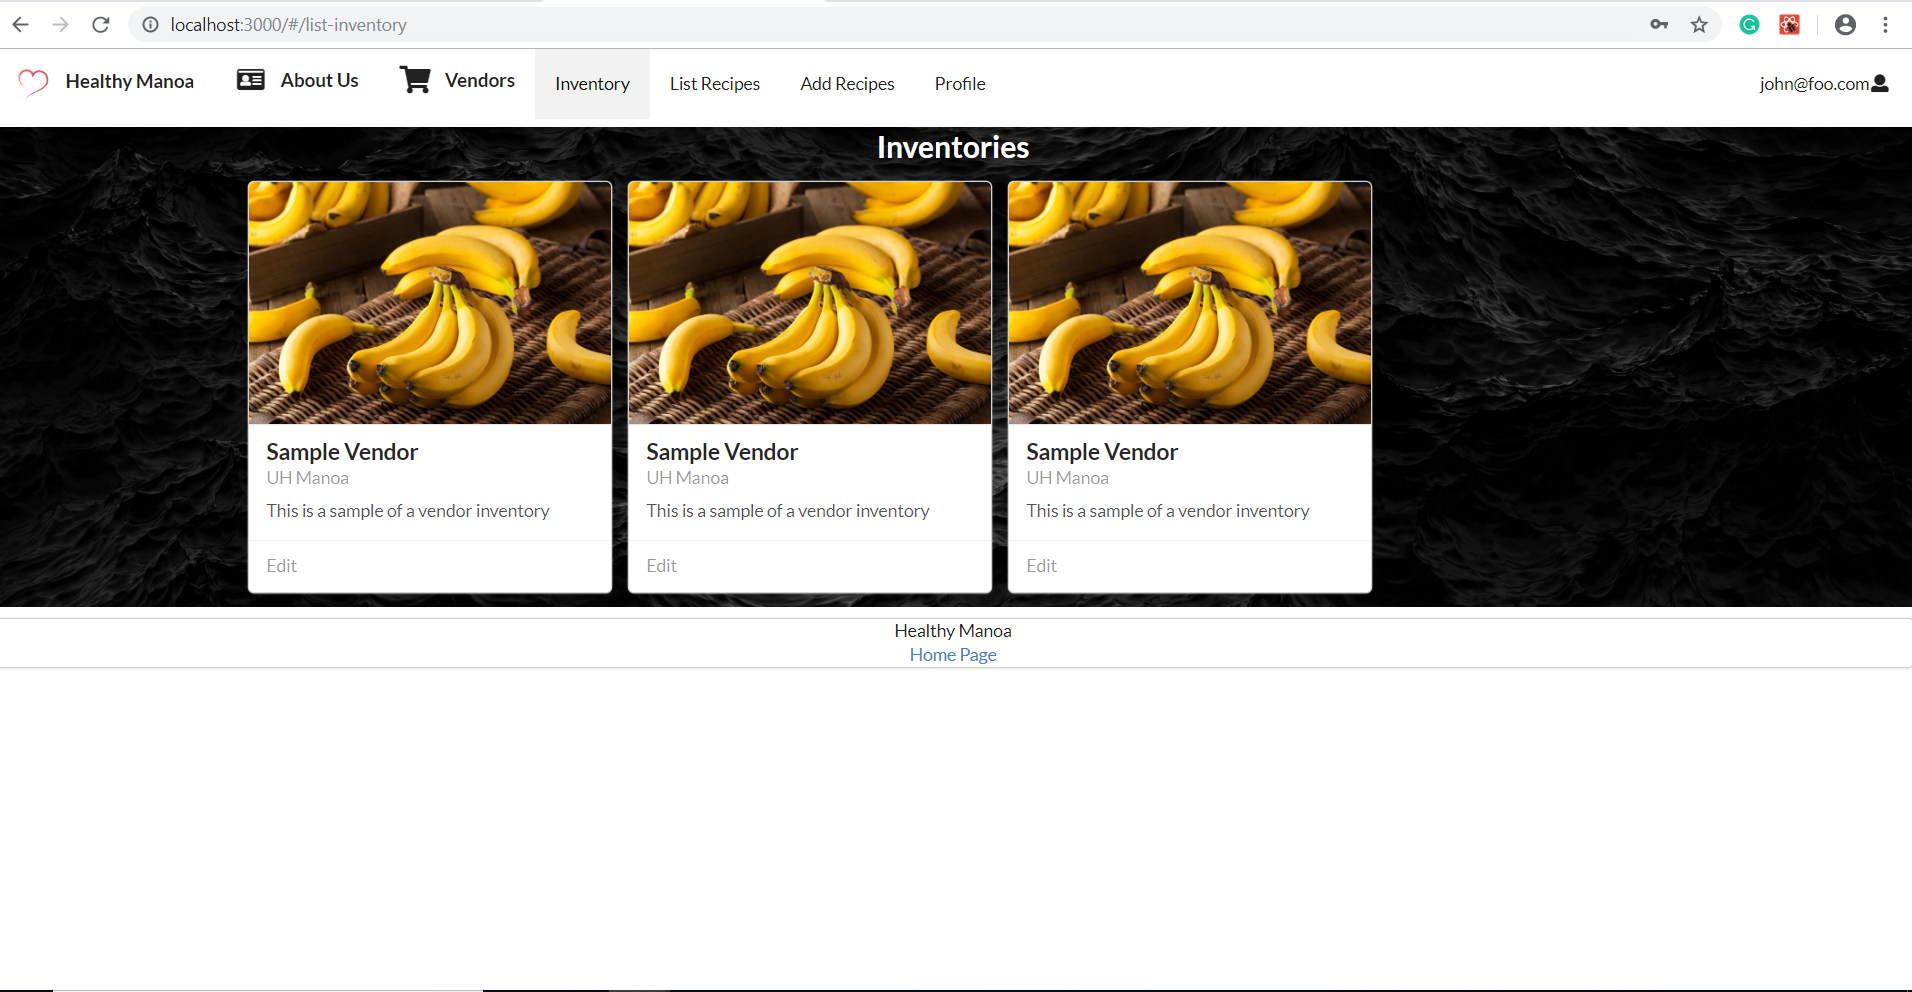 localhost:3000/#/list-inventory
Healthy Manoa About Us Vendors Inventory List Recipes Add Recipes Profile john@foo.com
Inventories
Sample Vendor
UH Manoa
This is a sample of a vendor inventory
Edit
Sample Vendor
UH Manoa
This is a sample of a vendor inventory
Edit
Sample Vendor
UH Manoa
This is a sample of a vendor inventory
Edit
Healthy Manoa
Home Page